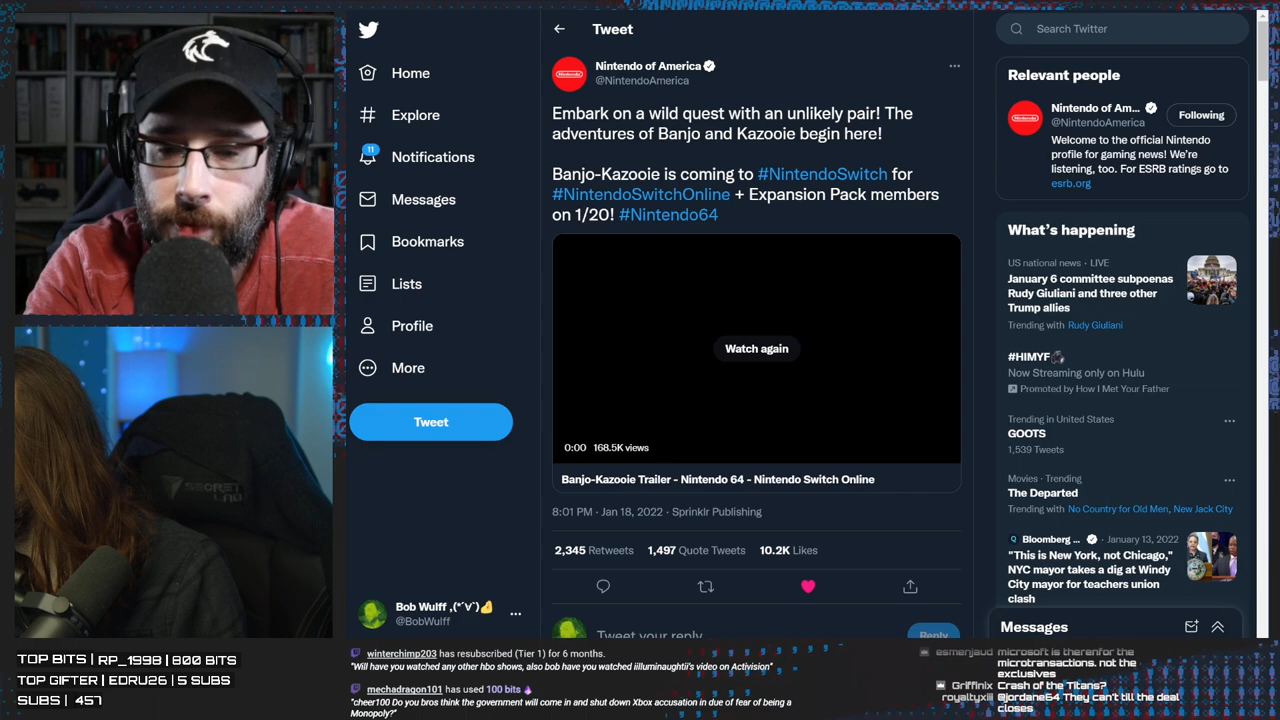 Tweet
Search Twitter
Home
Explore
11
Notifications
Messages
Bookmarks
Lists
Profile
More
Tweet
Bob Wulff ,(*´v`)
@BobWulff
Nintendo
Nintendo of America
@NintendoAmerica
Embark on a wild quest with an unlikely pair! The
adventures of Banjo and Kazooie begin here!
Banjo-Kazooie is coming to #NintendoSwitch for
#NintendoSwitchOnline + Expansion Pack members
on 1/20! #Nintendo64
Watch again
0:00 168.5K views
Banjo-Kazooie Trailer - Nintendo 64 - Nintendo Switch Online
8:01 PM · Jan 18, 2022 · Sprinklr Publishing
2,345 Retweets 1,497 Quote Tweets 10.2K Likes
Tweet your reply
Reply
Relevant people
Nintendo
Nintendo of Am...
@NintendoAmerica
Following
Welcome to the official Nintendo
profile for gaming news! We're
listening, too. For ESRB ratings go to
esrb.org
What's happening
US national news · LIVE
January 6 committee subpoenas
Rudy Giuliani and three other
Trump allies
Trending with Rudy Giuliani
#HIMYF
Now Streaming only on Hulu
Promoted by How I Met Your Father
Trending in United States
GOOTS
1,539 Tweets
Movies · Trending
The Departed
Trending with No Country for Old Men, New Jack City
Bloomberg ... · January 13, 2022
"This is New York, not Chicago,"
NYC mayor takes a dig at Windy
City mayor for teachers union
clash
Messages
SECRETLAB
TOP BITS | RP_1998 | 800 BITS
TOP GIFTER | EDRU26 | 5 SUBS
SUBS | 457
winterchimp203 has resubscribed (Tier 1) for 6 months.
"Will have you watched any other hbo shows, also bob have you watched iilluminaughtii's video on Activision"
mechadragon101 has used 100 bits
"cheer100 Do you bros think the government will come in and shut down Xbox accusation in due of fear of being a
Monopoly?"
esmenjaud microsoft is therenfor the
microtransactions. not the
exclusives
Griffinix Crash of the Titans?
royaltyxiii @jordane64 They can't till the deal
closes